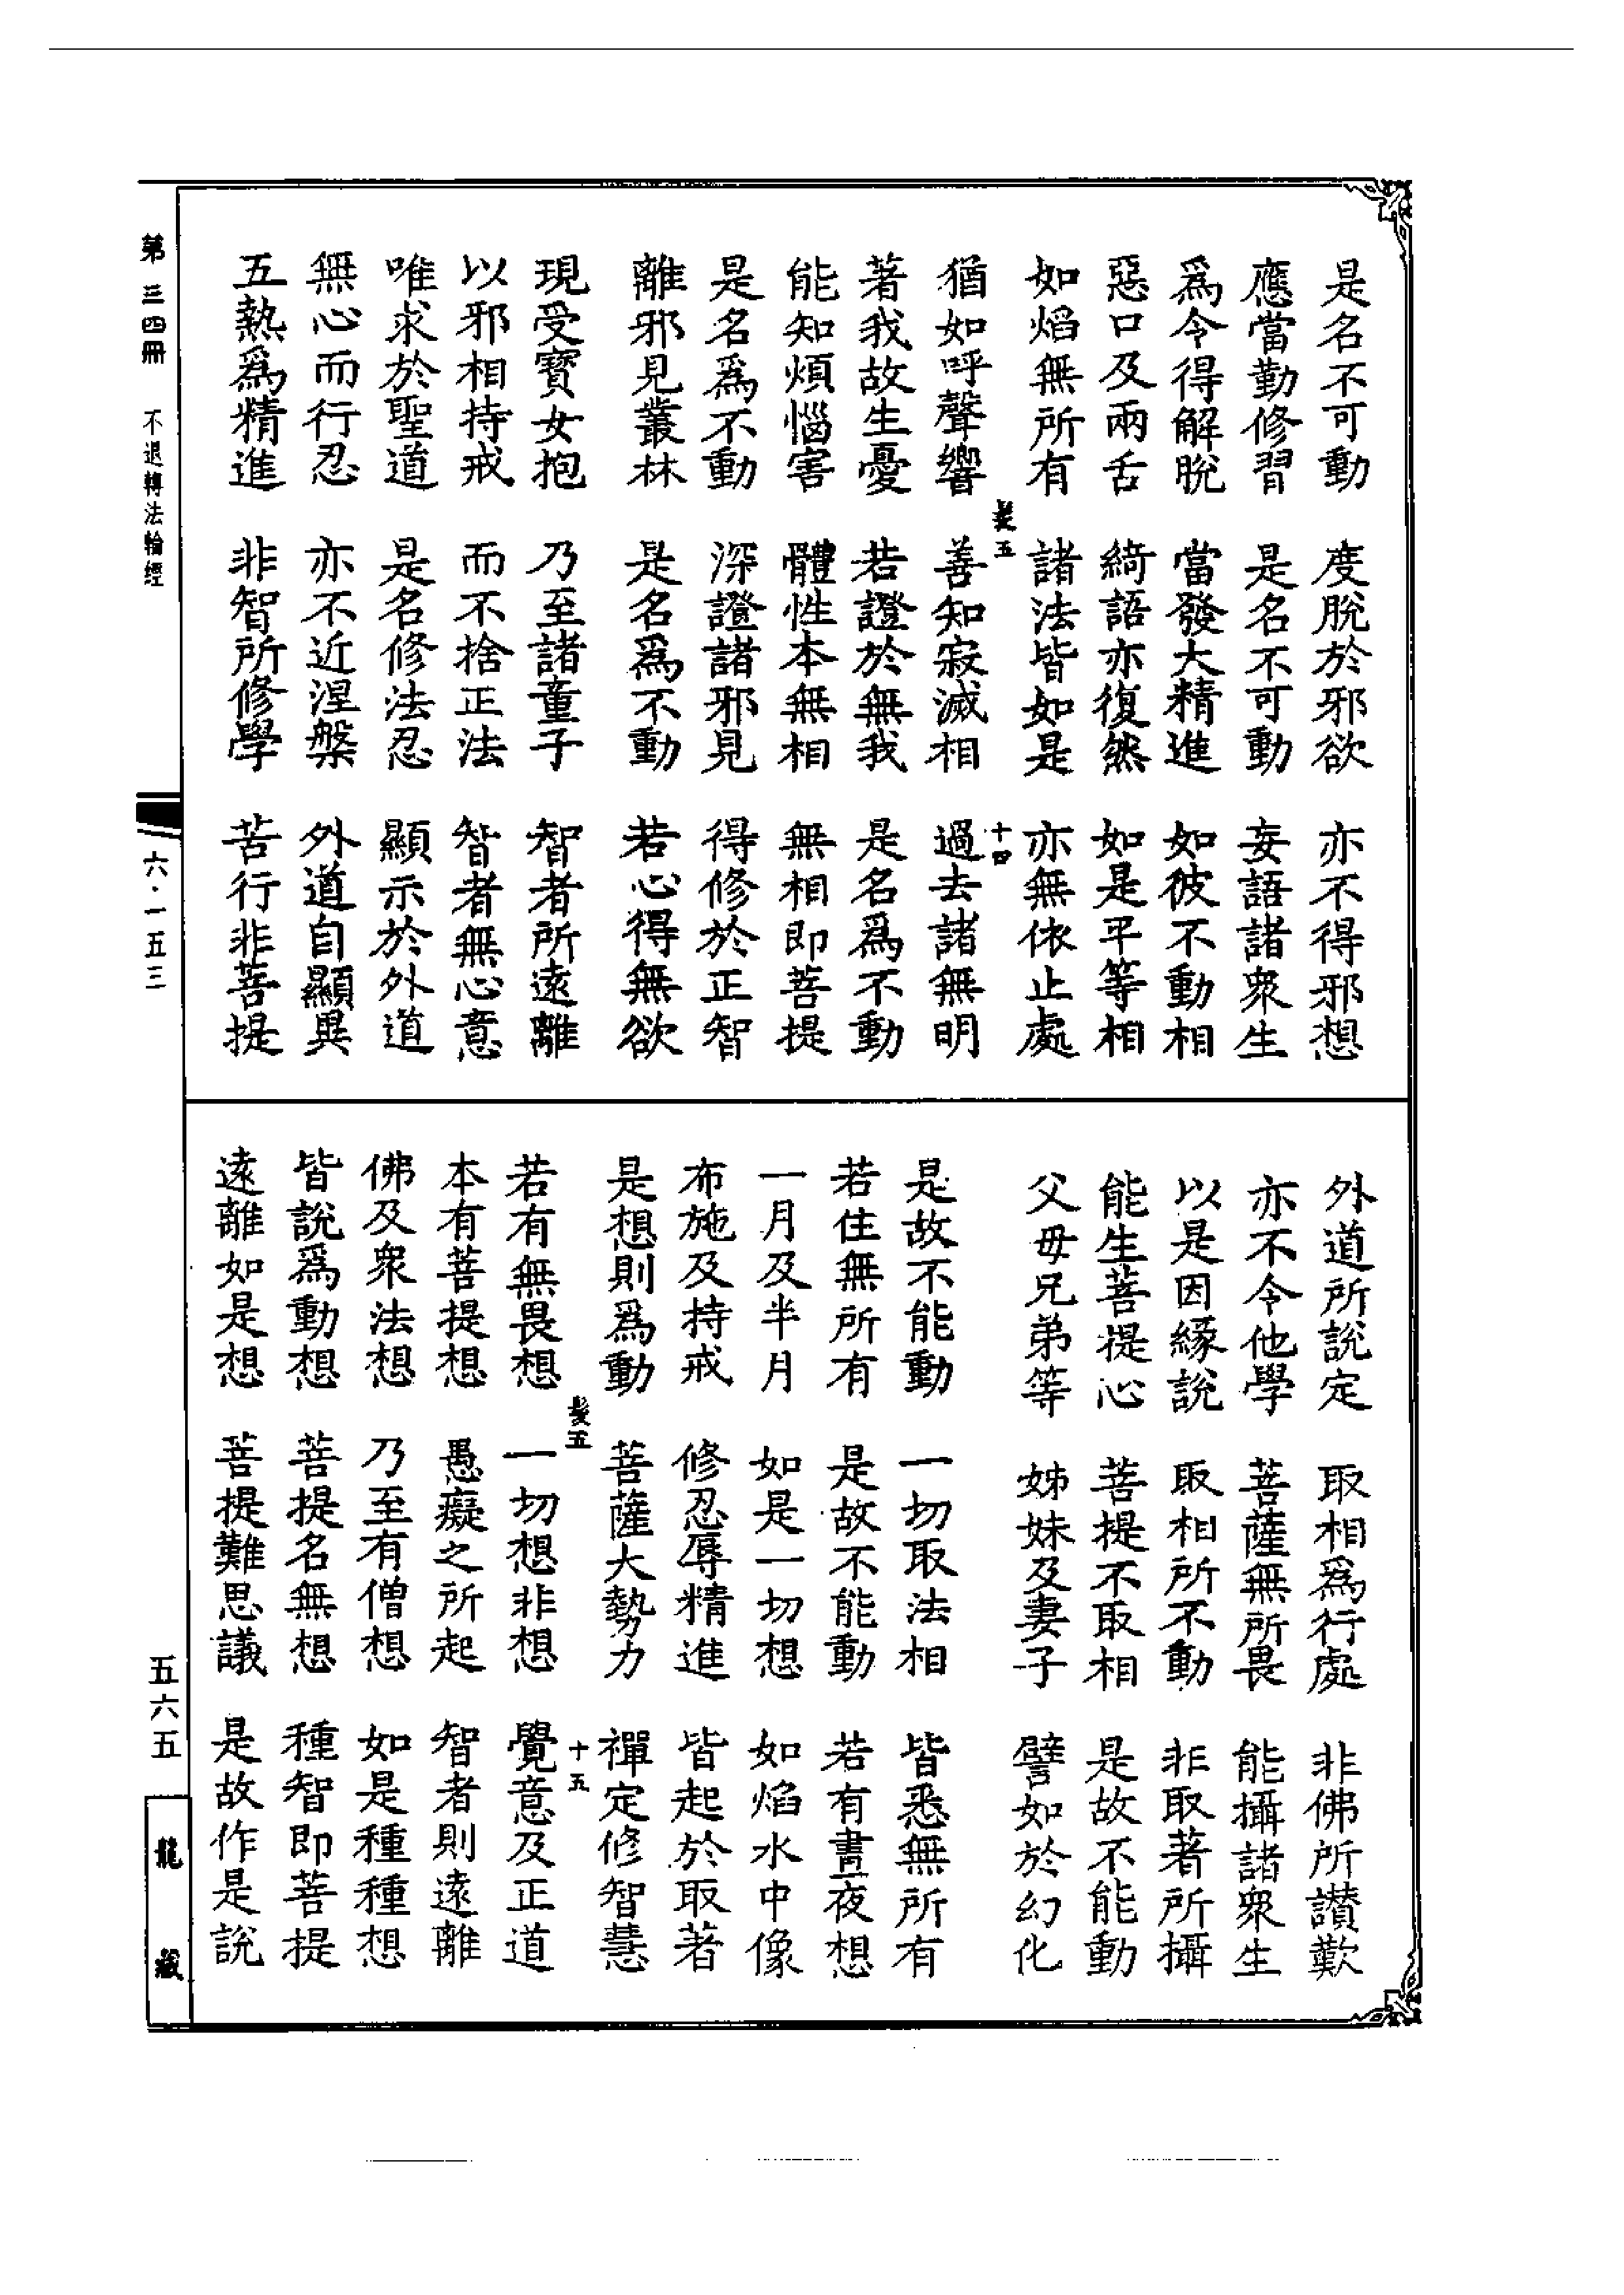 是名不可動　度脫於邪欲　亦不得邪想
應當勤修習　是名不可動　妄語諸衆生
爲令得解脫　當發大精進　如彼不動相
惡口及兩舌　綺語亦復然　如是平等相
如焰無所有　諸法皆如是　亦無依止處
髮五　十四
猶如呼聲響　善知寂滅相　過去諸無明
著我故生憂　若證於無我　是名爲不動
能知煩惱害　體性本無相　無相即菩提
是名爲不動　深證諸邪見　得修於正智
離邪見叢林　是名爲不動　若心得無欲
現受寶女抱　乃至諸童子　智者所遠離
以邪相持戒　而不捨正法　智者無心意
唯求於聖道　是名修法忍　顯示於外道
無心而行忍　亦不近涅槃　外道自顯異
五熱爲精進　非智所修學　苦行非菩提
外道所說定　取相爲行處　非佛所讃歎
亦不令他學　菩薩無所畏　能攝諸衆生
以是因緣說　取相所不動　非取著所攝
能生菩提心　菩提不取相　是故不能動
父母兄弟等　姊妹及妻子　譬如於幻化
是故不能動　一切取法相　皆悉無所有
若住無所有　是故不能動　若有晝夜想
一月及半月　如是一切想　如焰水中像
布施及持戒　修忍辱精進　皆起於取著
是想則爲動　菩薩大勢力　禪定修智慧
髮五　十五
若有無畏想　一切想非想　覺意及正道
本有菩提想　愚癡之所起　智者則遠離
佛及衆法想　乃至有僧想　如是種種想
皆說爲動想　菩提名無想　種智即菩提
遠離如是想　菩提難思議　是故作是說
第三四冊　不退轉法輪經　六·一五三　五六五　龍藏